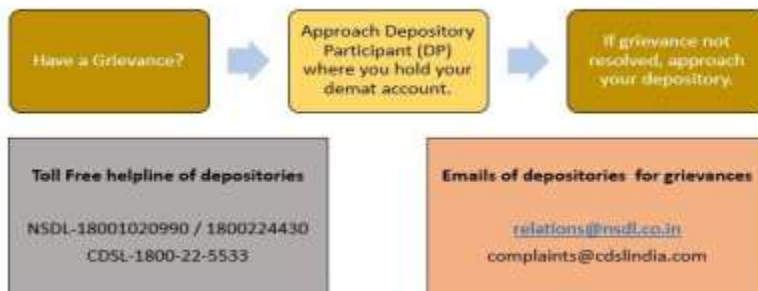 Have a Grievance?
Approach Depository
Participant (DP)
where you hold your
demat account.
If grievance not
resolved, approach
your depository.
Toll Free helpline of depositories
NSDL-18001020990 / 1800224430
CDSL-1800-22-5533
Emails of depositories for grievances
relations@nsdl.co.in
complaints@cdslindia.com